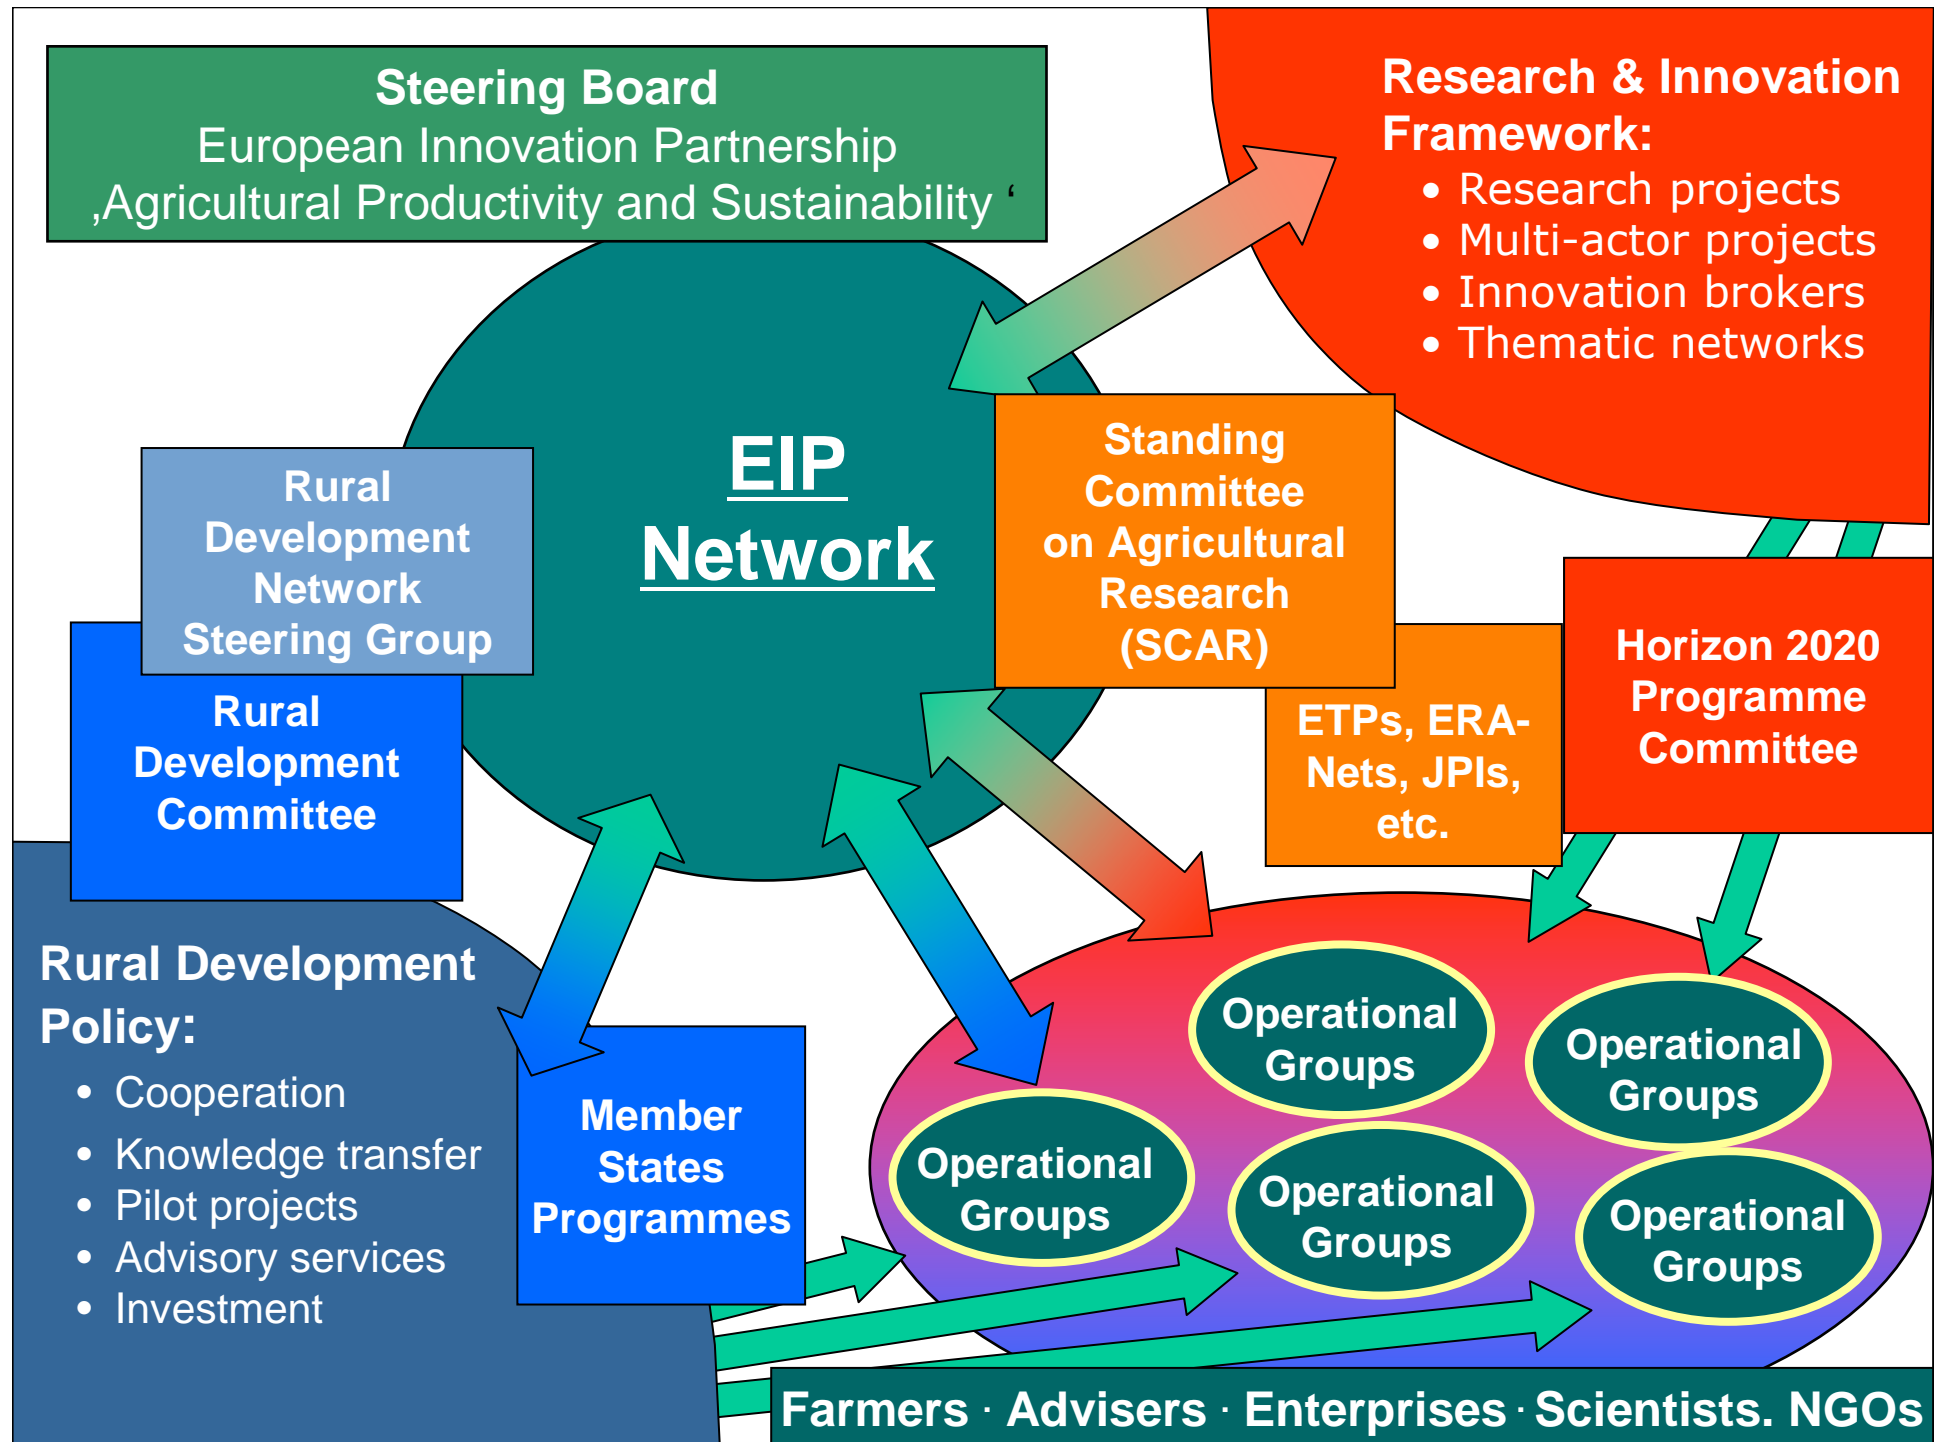 Steering Board
European Innovation Partnership
‚Agricultural Productivity and Sustainability ‘
Research & Innovation
Framework:
• Research projects
• Multi-actor projects
• Innovation brokers
• Thematic networks
EIP
Network
Standing
Committee
on Agricultural
Research
(SCAR)
Rural
Development
Network
Steering Group
Rural
Development
Committee
ETPs, ERA-
Nets, JPIs,
etc.
Horizon 2020
Programme
Committee
Rural Development
Policy:
• Cooperation
• Knowledge transfer
• Pilot projects
• Advisory services
• Investment
Member
States
Programmes
Operational
Groups
Operational
Groups
Operational
Groups
Operational
Groups
Operational
Groups
Farmers · Advisers · Enterprises · Scientists. NGOs